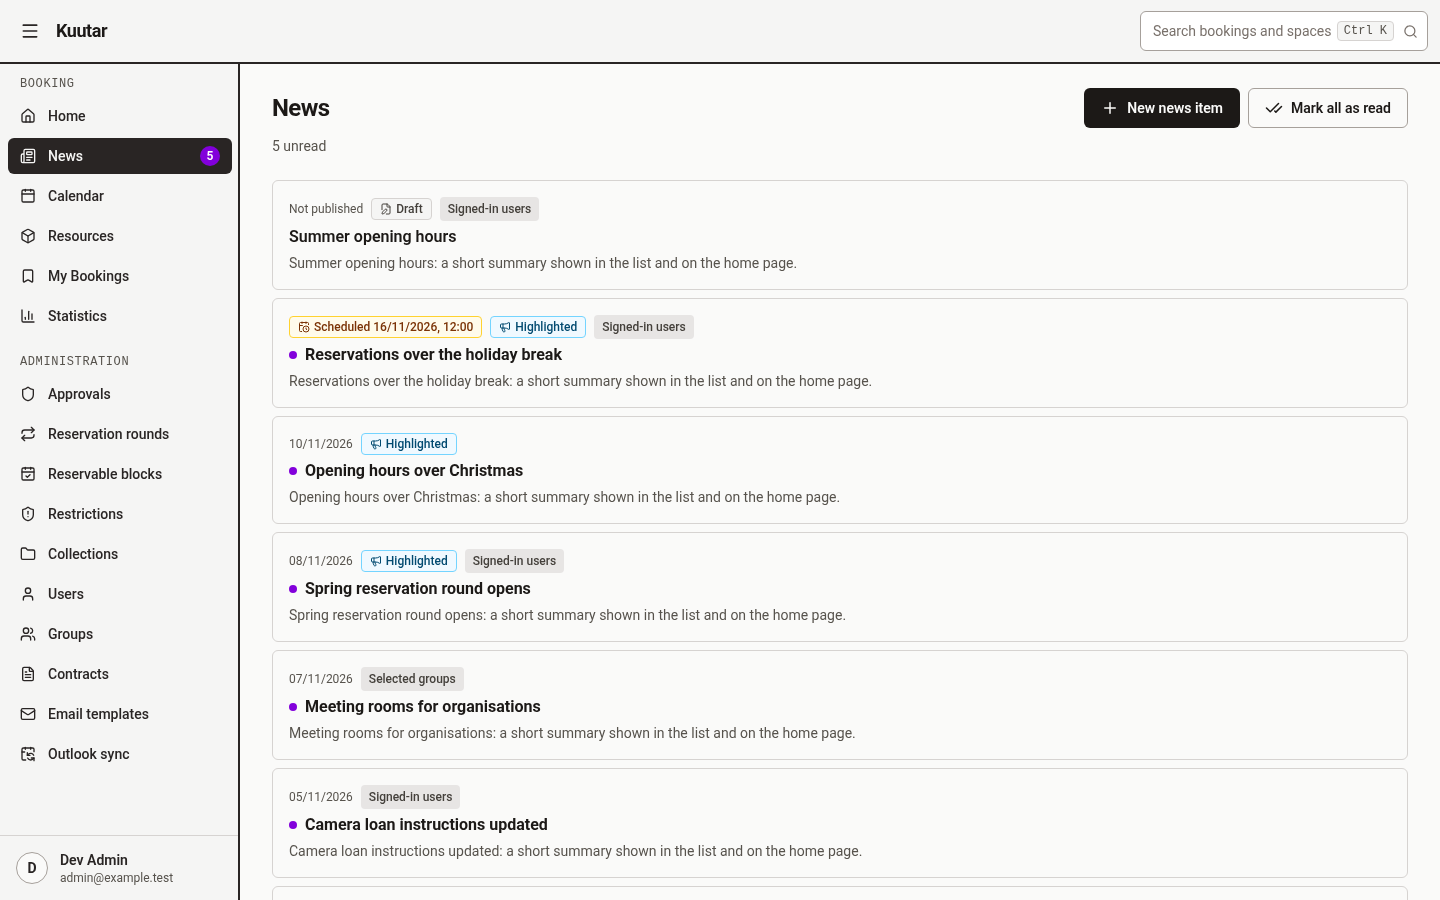 Kuutar
Search bookings and spaces Ctrl K
BOOKING
Home
News 5
Calendar
Resources
My Bookings
Statistics
ADMINISTRATION
Approvals
Reservation rounds
Reservable blocks
Restrictions
Collections
Users
Groups
Contracts
Email templates
Outlook sync
D
Dev Admin
admin@example.test
News
New news item
Mark all as read
5 unread
Not published Draft Signed-in users
Summer opening hours
Summer opening hours: a short summary shown in the list and on the home page.
Scheduled 16/11/2026, 12:00 Highlighted Signed-in users
Reservations over the holiday break
Reservations over the holiday break: a short summary shown in the list and on the home page.
10/11/2026 Highlighted
Opening hours over Christmas
Opening hours over Christmas: a short summary shown in the list and on the home page.
08/11/2026 Highlighted Signed-in users
Spring reservation round opens
Spring reservation round opens: a short summary shown in the list and on the home page.
07/11/2026 Selected groups
Meeting rooms for organisations
Meeting rooms for organisations: a short summary shown in the list and on the home page.
05/11/2026 Signed-in users
Camera loan instructions updated
Camera loan instructions updated: a short summary shown in the list and on the home page.